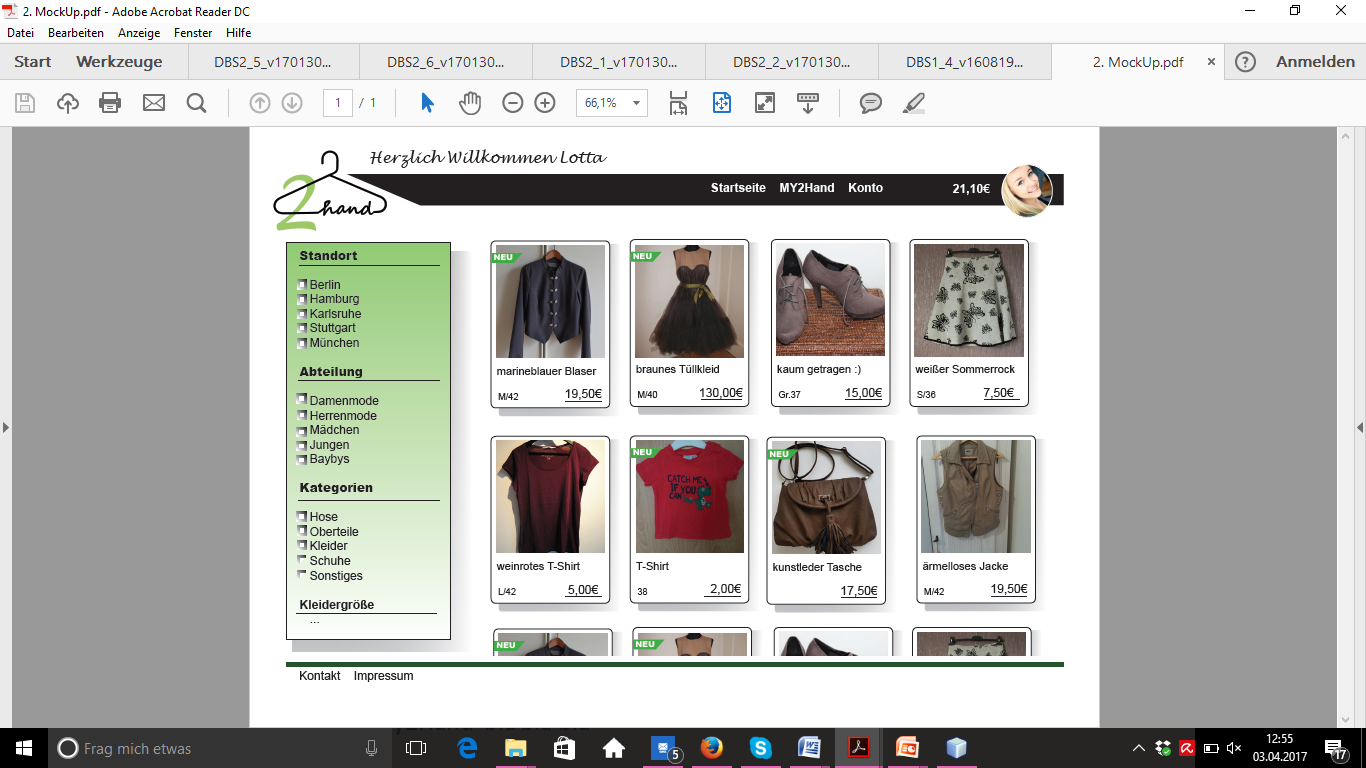 2. MockUp.pdf - Adobe Acrobat Reader DC
Datei Bearbeiten Anzeige Fenster Hilfe
Start Werkzeuge DBS2_5_v170130... DBS2_6_v170130... DBS2_1_v170130... DBS2_2_v170130... DBS1_4_v160819... 2. MockUp.pdf × ? Anmelden
1 / 1 66,1%
Herzlich Willkommen Lotta
2hand
Startseite MY2Hand Konto 21,10€
Standort
Berlin
Hamburg
Karlsruhe
Stuttgart
München
Abteilung
Damenmode
Herrenmode
Mädchen
Jungen
Baybys
Kategorien
Hose
Oberteile
Kleider
Schuhe
Sonstiges
Kleidergröße
...
NEU
marineblauer Blaser
M/42 19,50€
NEU
braunes Tüllkleid
M/40 130,00€
kaum getragen :)
Gr.37 15,00€
weißer Sommerrock
S/36 7,50€
weinrotes T-Shirt
L/42 5,00€
NEU
CATCH ME
IF YOU
CAN
T-Shirt
38 2,00€
NEU
kunstleder Tasche
17,50€
ärmelloses Jacke
M/42 19,50€
NEU
NEU
Kontakt Impressum
Frag mich etwas
5
12:55
03.04.2017
17